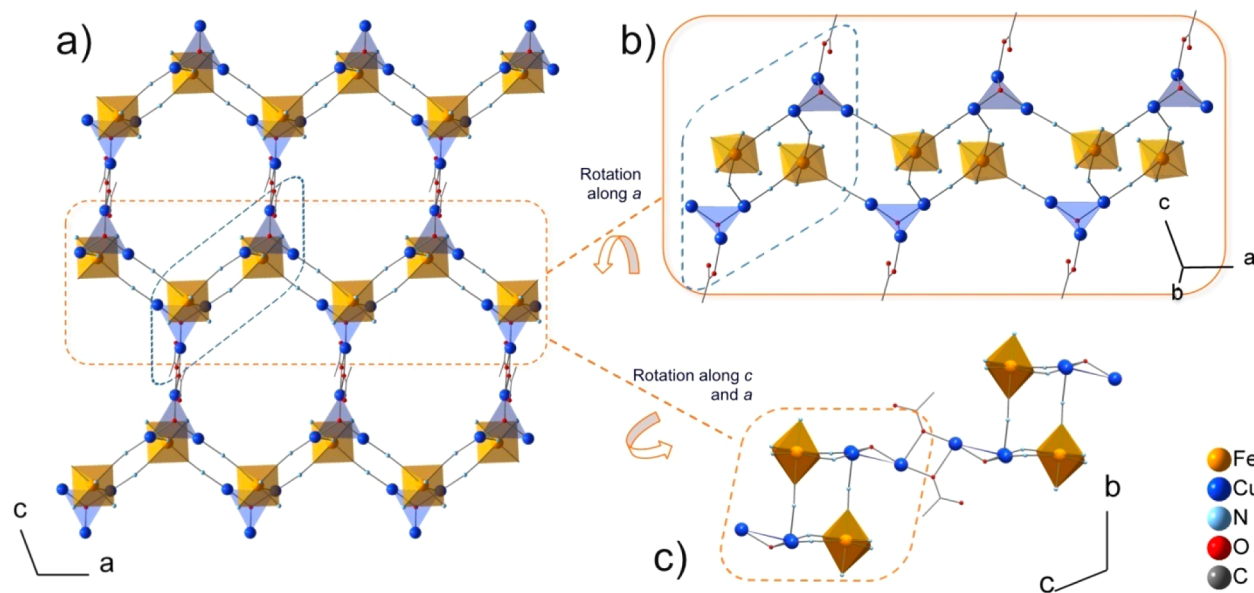 a)
b)
Rotation
along a
c
a
b
Rotation along c
and a
c
a
c)
b
c
Fe
Cu
N
O
C